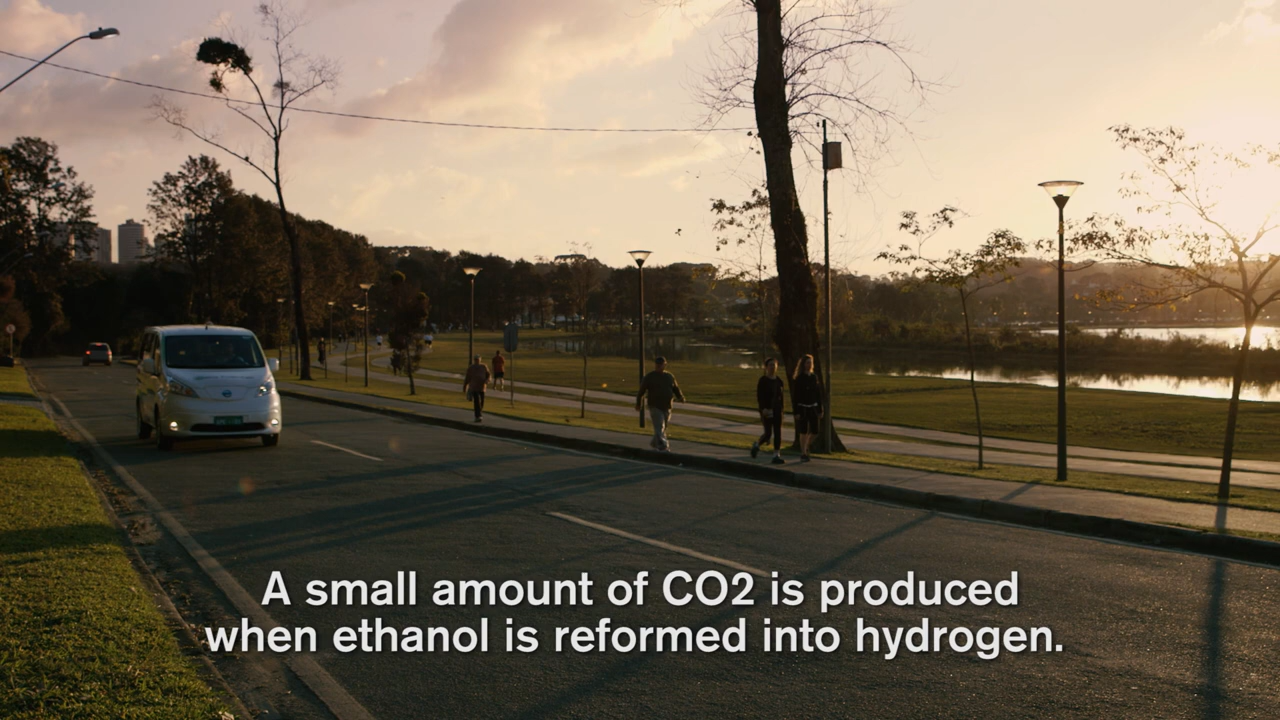 A small amount of CO2 is produced
when ethanol is reformed into hydrogen.